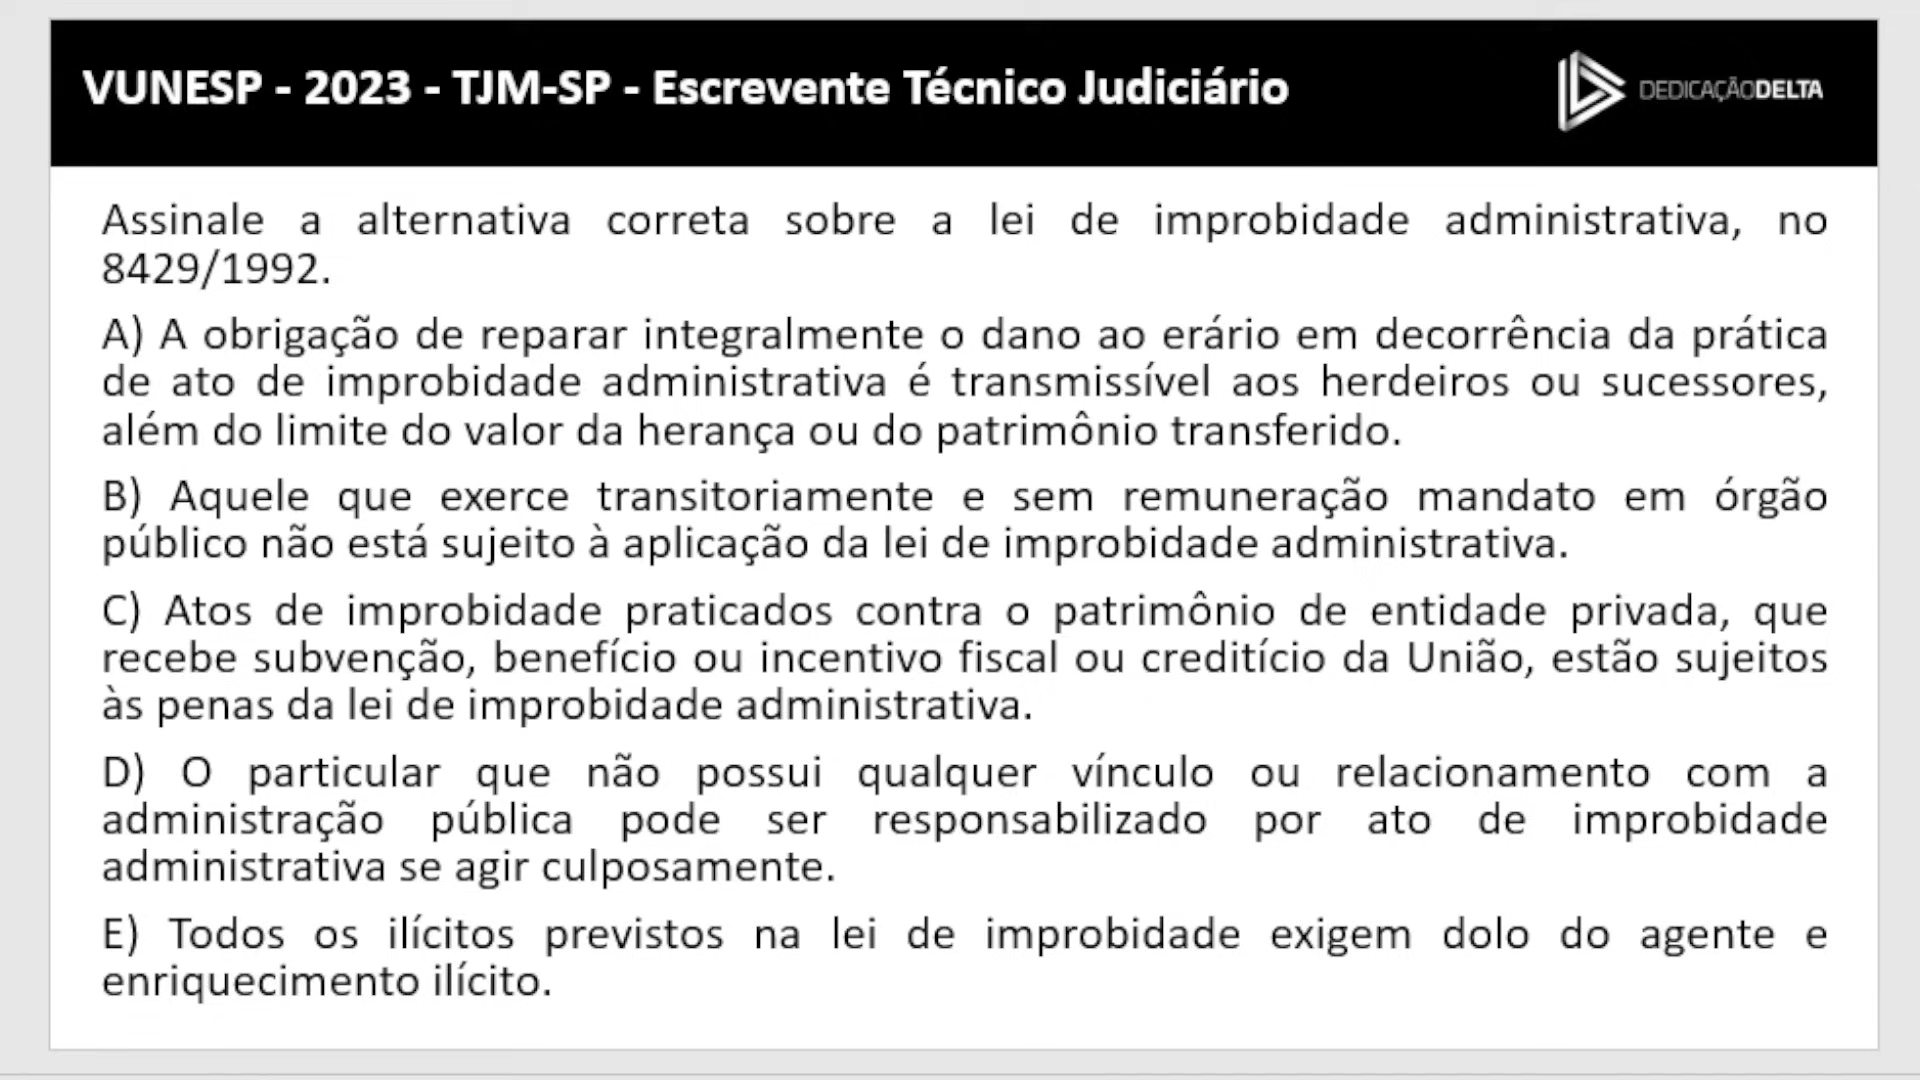 VUNESP - 2023 - TJM-SP - Escrevente Técnico Judiciário
DEDICAÇÃODELTA
Assinale a alternativa correta sobre a lei de improbidade administrativa, no
8429/1992.
A) A obrigação de reparar integralmente o dano ao erário em decorrência da prática
de ato de improbidade administrativa é transmissível aos herdeiros ou sucessores,
além do limite do valor da herança ou do patrimônio transferido.
B) Aquele que exerce transitoriamente e sem remuneração mandato em órgão
público não está sujeito à aplicação da lei de improbidade administrativa.
C) Atos de improbidade praticados contra o patrimônio de entidade privada, que
recebe subvenção, benefício ou incentivo fiscal ou creditício da União, estão sujeitos
às penas da lei de improbidade administrativa.
D) O particular que não possui qualquer vínculo ou relacionamento com a
administração pública pode ser responsabilizado por ato de improbidade
administrativa se agir culposamente.
E) Todos os ilícitos previstos na lei de improbidade exigem dolo do agente e
enriquecimento ilícito.